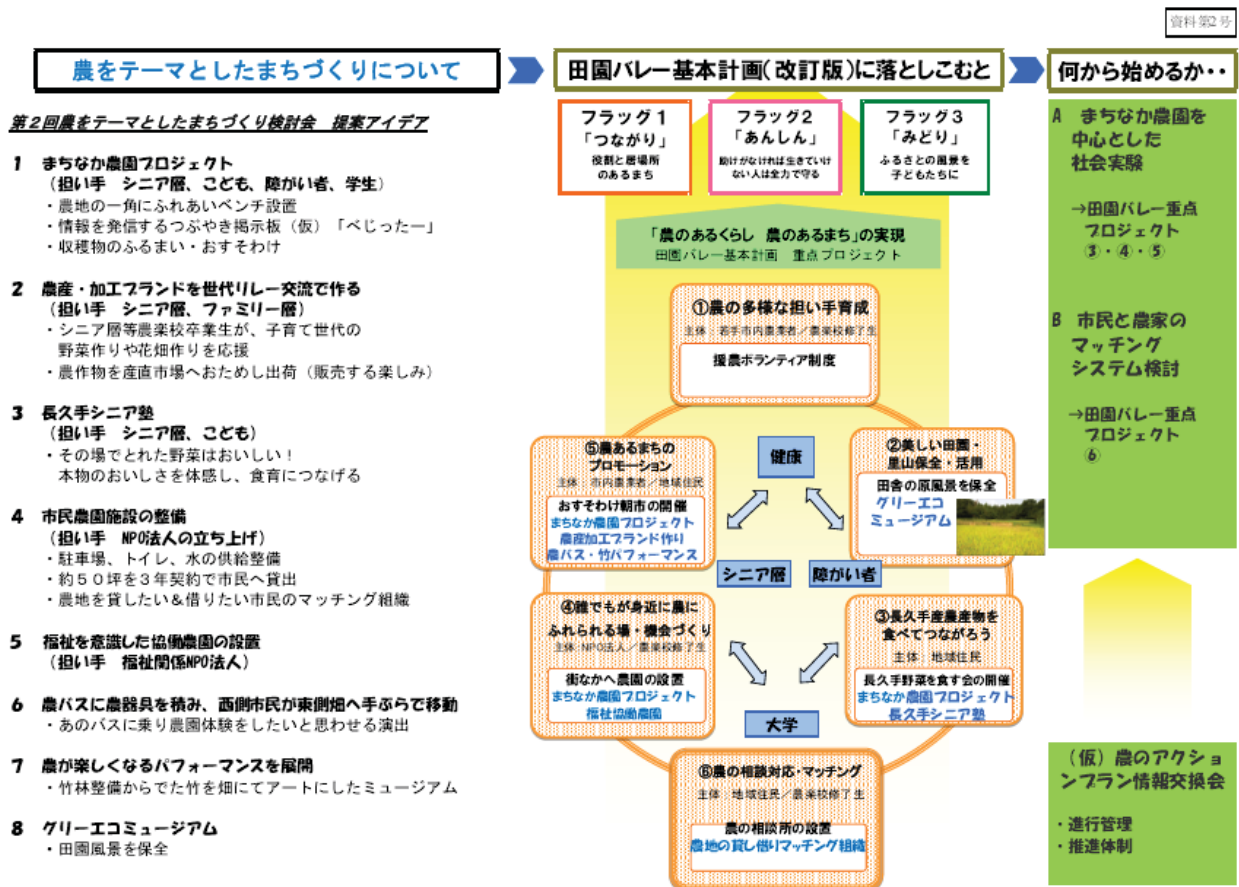 資料第2号
農をテーマとしたまちづくりについて
田園バレー基本計画(改訂版)に落としこむと
何から始めるか・・
第2回農をテーマとしたまちづくり検討会　提案アイデア
1　まちなか農園プロジェクト
（担い手　シニア層、こども、障がい者、学生）
・農地の一角にふれあいベンチ設置
・情報を発信するつぶやき掲示板（仮）「べじったー」
・収穫物のふるまい・おすそわけ
2　農産・加工ブランドを世代リレー交流で作る
（担い手　シニア層、ファミリー層）
・シニア層等農楽校卒業生が、子育て世代の
野菜作りや花畑作りを応援
・農作物を産直市場へおためし出荷（販売する楽しみ）
3　長久手シニア塾
（担い手　シニア層、こども）
・その場でとれた野菜はおいしい！
本物のおいしさを体感し、食育につなげる
4　市民農園施設の整備
（担い手　NPO法人の立ち上げ）
・駐車場、トイレ、水の供給整備
・約５０坪を３年契約で市民へ貸出
・農地を貸したい＆借りたい市民のマッチング組織
5　福祉を意識した協働農園の設置
（担い手　福祉関係NPO法人）
6　農バスに農器具を積み、西側市民が東側畑へ手ぶらで移動
・あのバスに乗り農園体験をしたいと思わせる演出
7　農が楽しくなるパフォーマンスを展開
・竹林整備からでた竹を畑にてアートにしたミュージアム
8　グリーエコミュージアム
・田園風景を保全
フラッグ1
「つながり」
役割と居場所
のあるまち
フラッグ2
「あんしん」
助けがなければ生きていけ
ない人は全力で守る
フラッグ3
「みどり」
ふるさとの風景を
子どもたちに
「農のあるくらし　農のあるまち」の実現
田園バレー基本計画　重点プロジェクト
①農の多様な担い手育成
主体　若手市内農業者／農楽校修了生
援農ボランティア制度
⑤農あるまちの
プロモーション
主体　市内農業者／地域住民
おすそわけ朝市の開催
まちなか農園プロジェクト
農産加工ブランド作り
農バス・竹パフォーマンス
健康
②美しい田園・
里山保全・活用
田舎の原風景を保全
グリーエコ
ミュージアム
シニア層
障がい者
④誰でもが身近に農に
ふれられる場・機会づくり
主体 NPO法人／農楽校修了生
街なかへ農園の設置
まちなか農園プロジェクト
福祉協働農園
大学
③長久手産農産物を
食べてつながろう
主体　地域住民
長久手野菜を食す会の開催
まちなか農園プロジェクト
長久手シニア塾
⑥農の相談対応・マッチング
主体　地域住民／農楽校修了生
農の相談所の設置
農地の貸し借りマッチング組織
A　まちなか農園を
中心とした
社会実験
→田園バレー重点
プロジェクト
③・④・⑤
B　市民と農家の
マッチング
システム検討
→田園バレー重点
プロジェクト
⑥
（仮）農のアクショ
ンプラン情報交換会
・進行管理
・推進体制